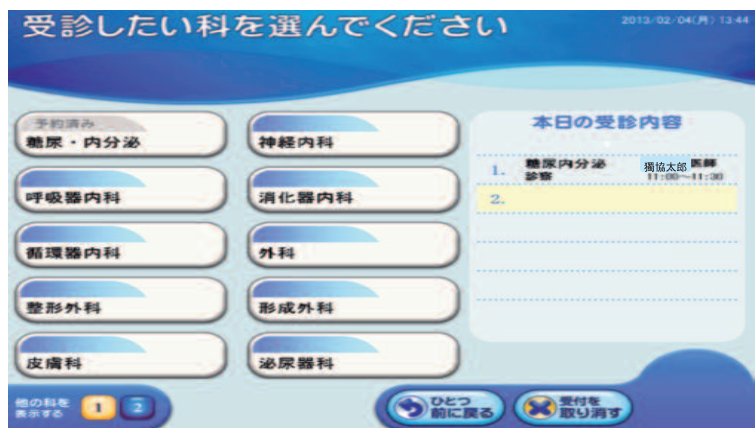 受診したい科を選んでください
2013/02/04(月) 13:44
予約済み
糖尿・内分泌
神経内科
呼吸器内科
消化器内科
循環器内科
外科
整形外科
形成外科
皮膚科
泌尿器科
本日の受診内容
1. 糖尿内分泌 獨協太郎 医師
診察 11:00～11:30
2.
他の科を
表示する
1 2
ひとつ
前に戻る
受付を
取り消す